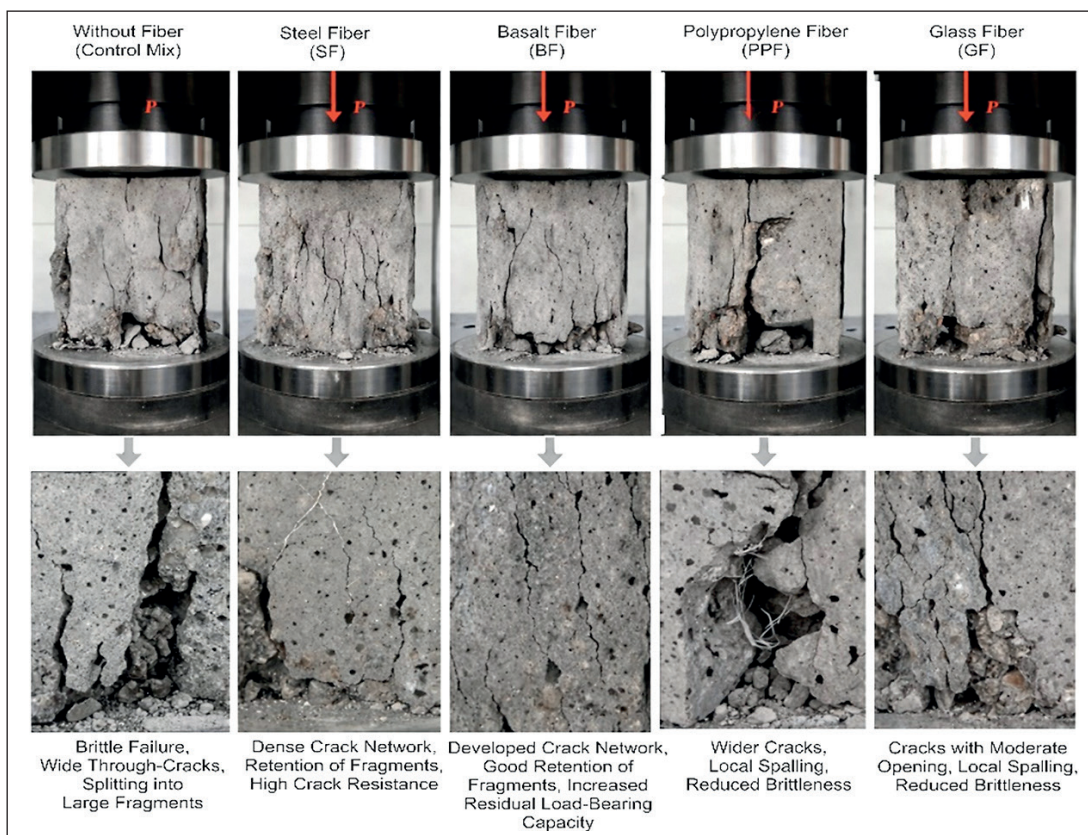 Without Fiber
(Control Mix)
Steel Fiber
(SF)
Basalt Fiber
(BF)
Polypropylene Fiber
(PPF)
Glass Fiber
(GF)
P
P
P
P
P
Brittle Failure,
Wide Through-Cracks,
Splitting into
Large Fragments
Dense Crack Network,
Retention of Fragments,
High Crack Resistance
Developed Crack Network,
Good Retention of
Fragments, Increased
Residual Load-Bearing
Capacity
Wider Cracks,
Local Spalling,
Reduced Brittleness
Cracks with Moderate
Opening, Local Spalling,
Reduced Brittleness